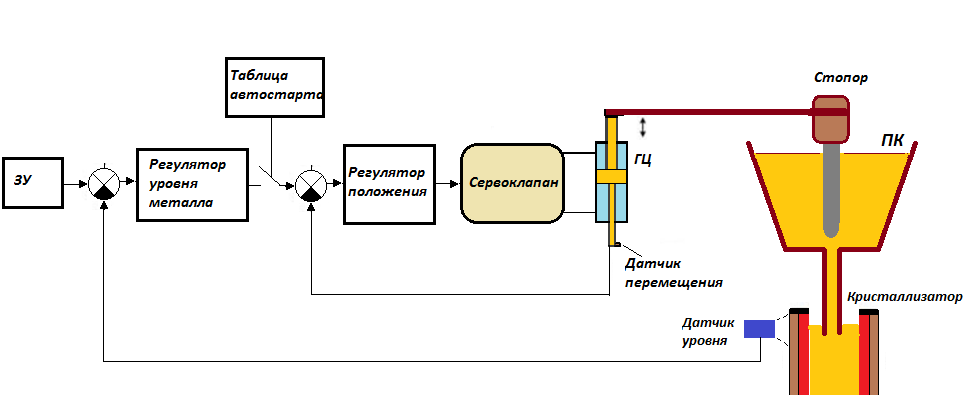 Таблица
автостарта
Стопор
ПК
ЗУ
Регулятор
уровня
металла
Регулятор
положения
Сервоклапан
ГЦ
Датчик
перемещения
Кристаллизатор
Датчик
уровня